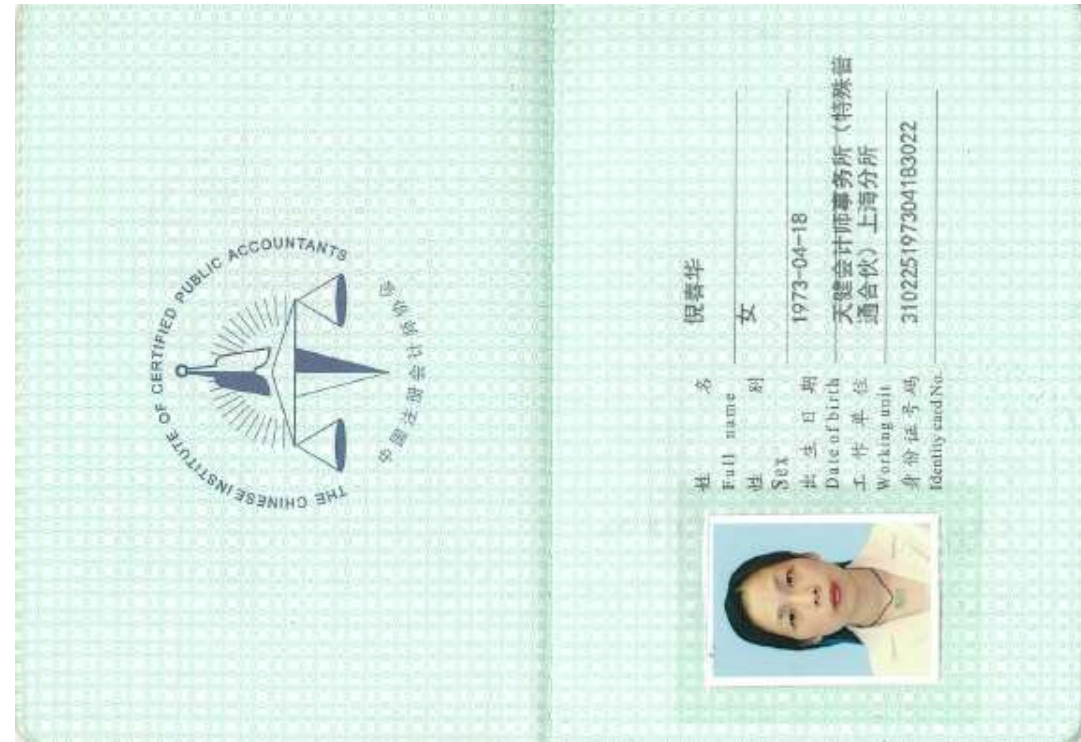 THE CHINESE INSTITUTE OF CERTIFIED PUBLIC ACCOUNTANTS
中国注册会计师协会
姓 名 倪春华
Full name
性 别 女
Sex
出 生 日 期 1973-04-18
Date of birth
工 作 单 位 天健会计师事务所（特殊普
Working unit 通合伙）上海分所
身 份 证 号 码 310225197304183022
Identity card No.